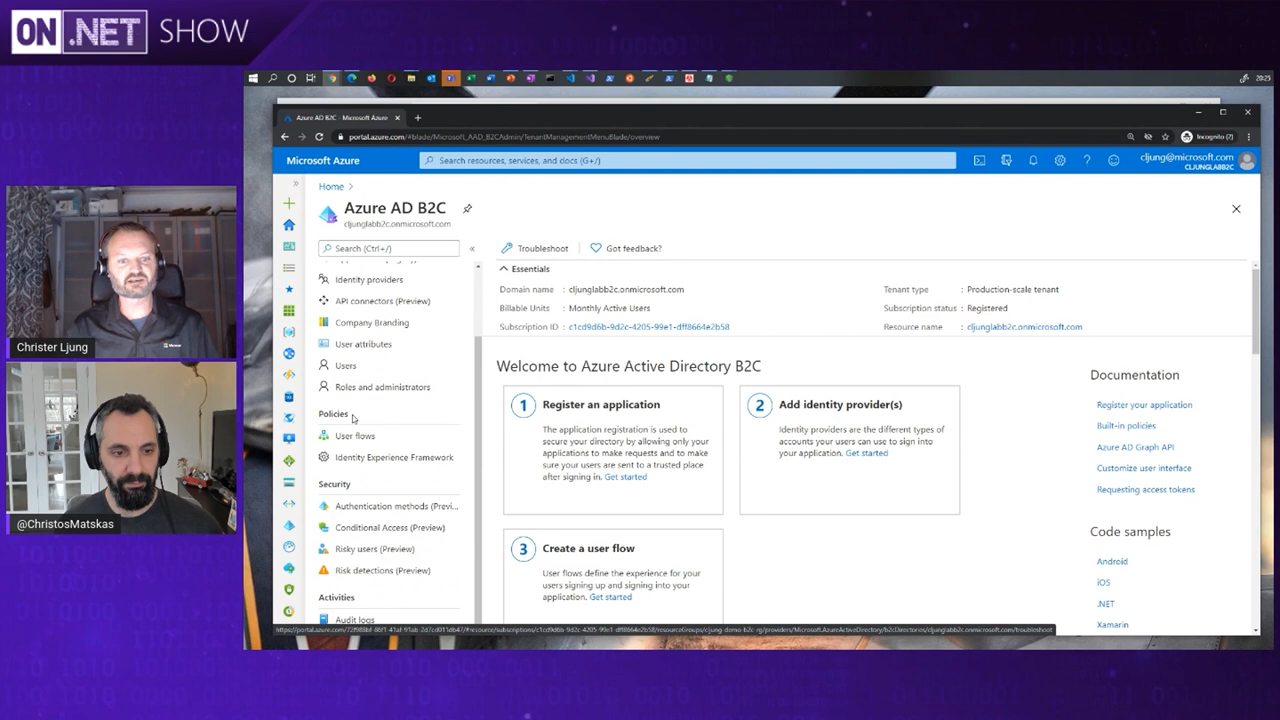 ON .NET SHOW
20:25
Azure AD B2C - Microsoft Azure
portal.azure.com/#blade/Microsoft_AAD_B2CAdmin/TenantManagementMenuBlade/overview
Incognito (2)
Microsoft Azure
Search resources, services, and docs (G+/)
cljung@microsoft.com
CLJUNGLABB2C
Home
Azure AD B2C
cljunglabb2c.onmicrosoft.com
Search (Ctrl+/)
Troubleshoot
Got feedback?
Identity providers
API connectors (Preview)
Company Branding
User attributes
Users
Roles and administrators
Policies
User flows
Identity Experience Framework
Security
Authentication methods (Previ...
Conditional Access (Preview)
Risky users (Preview)
Risk detections (Preview)
Activities
Audit logs
Essentials
Domain name : cljunglabb2c.onmicrosoft.com
Billable Units : Monthly Active Users
Subscription ID : c1cd9d6b-9d2c-4205-99e1-dff8664e2b58
Tenant type : Production-scale tenant
Subscription status : Registered
Resource name : cljunglabb2c.onmicrosoft.com
Welcome to Azure Active Directory B2C
1 Register an application
The application registration is used to
secure your directory by allowing only your
applications to make requests and to make
sure your users are sent to a trusted place
after signing in. Get started
2 Add identity provider(s)
Identity providers are the different types of
accounts your users can use to sign into
your application. Get started
3 Create a user flow
User flows define the experience for your
users signing up and signing into your
application. Get started
Documentation
Register your application
Built-in policies
Azure AD Graph API
Customize user interface
Requesting access tokens
Code samples
Android
iOS
.NET
Xamarin
Christer Ljung
@ChristosMatskas